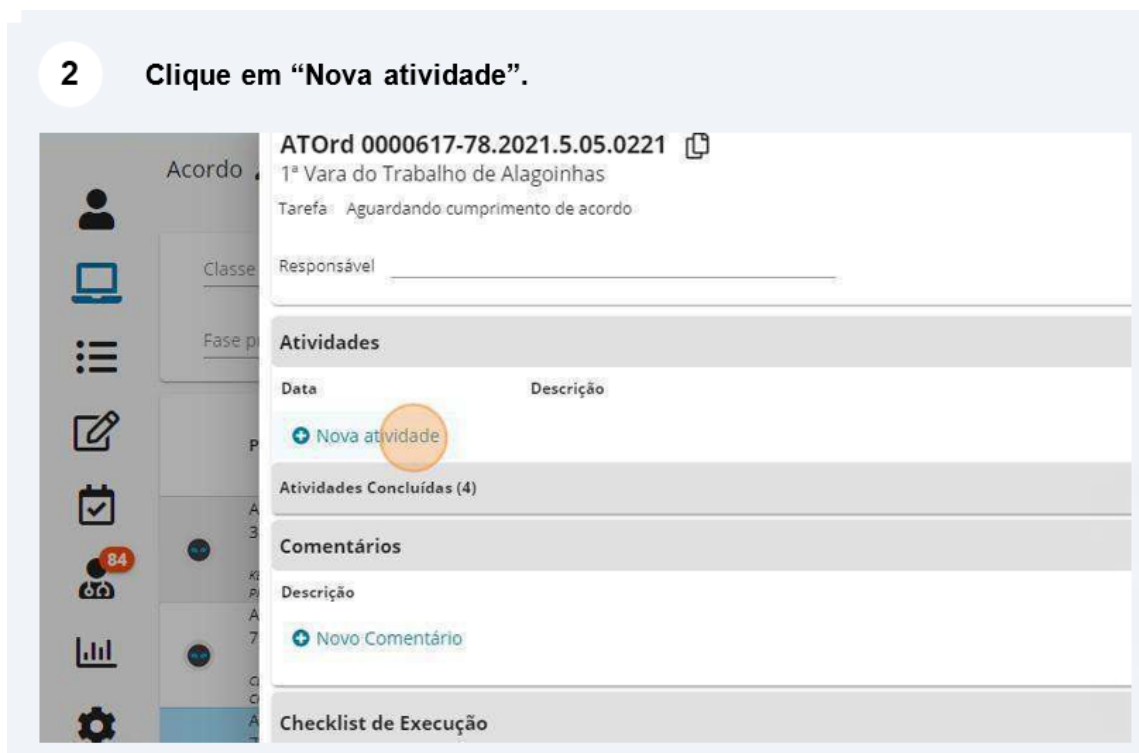 2 Clique em “Nova atividade”.
ATOrd 0000617-78.2021.5.05.0221
Acordo
1ª Vara do Trabalho de Alagoinhas
Tarefa Aguardando cumprimento de acordo
Classe
Responsável
Fase p
Atividades
Data Descrição
Nova atividade
P
Atividades Concluídas (4)
A
3
Comentários
84
Descrição
A
7
Novo Comentário
A
Checklist de Execução